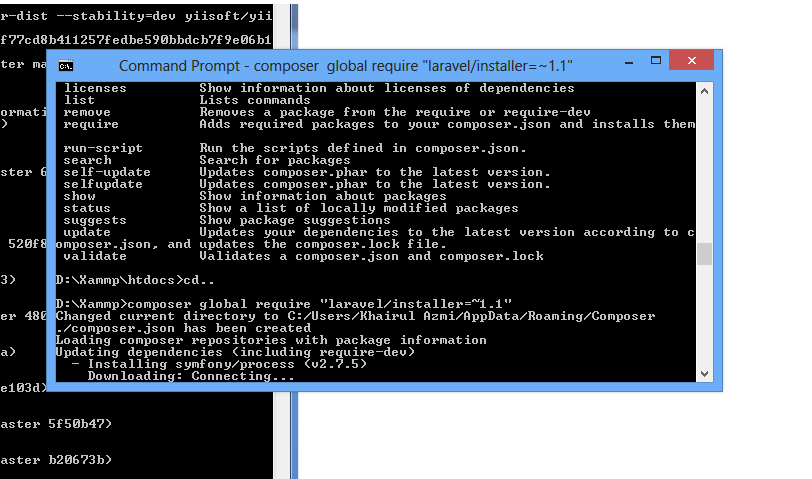 r-dist --stability=dev yiisoft/yii
f77cd8b411257fedbe590bbdcb7f9e06b1
ter ma
ormati
)
ster 6
520f8
3)
er 480
a)
e103d)
aster 5f50b47)
aster b20673b)
Command Prompt - composer  global require "laravel/installer=~1.1"
licenses Show information about licenses of dependencies
list Lists commands
remove Removes a package from the require or require-dev
require Adds required packages to your composer.json and installs them
run-script Run the scripts defined in composer.json.
search Search for packages
self-update Updates composer.phar to the latest version.
selfupdate Updates composer.phar to the latest version.
show Show information about packages
status Show a list of locally modified packages
suggests Show package suggestions
update Updates your dependencies to the latest version according to c
omposer.json, and updates the composer.lock file.
validate Validates a composer.json and composer.lock
D:\Xammp\htdocs>cd..
D:\Xammp>composer global require "laravel/installer=~1.1"
Changed current directory to C:/Users/Khairul Azmi/AppData/Roaming/Composer
./composer.json has been created
Loading composer repositories with package information
Updating dependencies (including require-dev)
- Installing symfony/process (v2.7.5)
Downloading: Connecting...